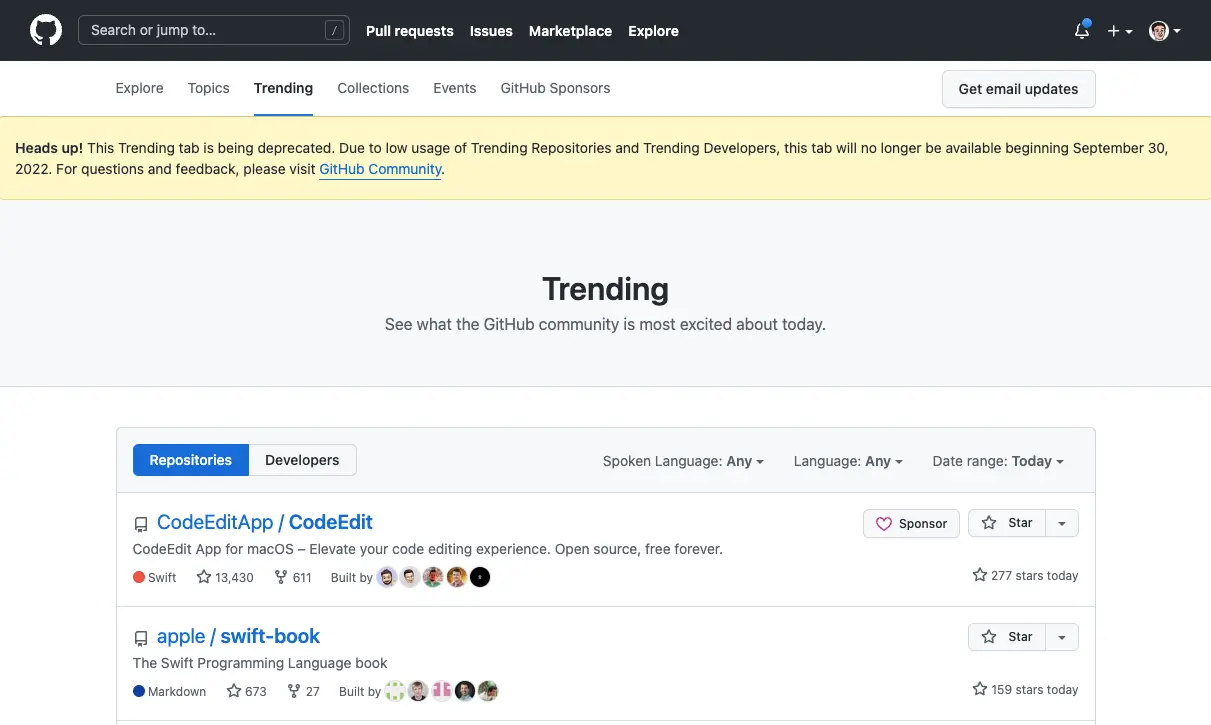 Search or jump to... /
Pull requests Issues Marketplace Explore
Explore Topics Trending Collections Events GitHub Sponsors
Get email updates
Heads up! This Trending tab is being deprecated. Due to low usage of Trending Repositories and Trending Developers, this tab will no longer be available beginning September 30,
2022. For questions and feedback, please visit GitHub Community.
Trending
See what the GitHub community is most excited about today.
Repositories Developers
Spoken Language: Any Language: Any Date range: Today
CodeEditApp / CodeEdit
Sponsor Star
CodeEdit App for macOS – Elevate your code editing experience. Open source, free forever.
Swift 13,430 611 Built by
277 stars today
apple / swift-book
Star
The Swift Programming Language book
Markdown 673 27 Built by
159 stars today